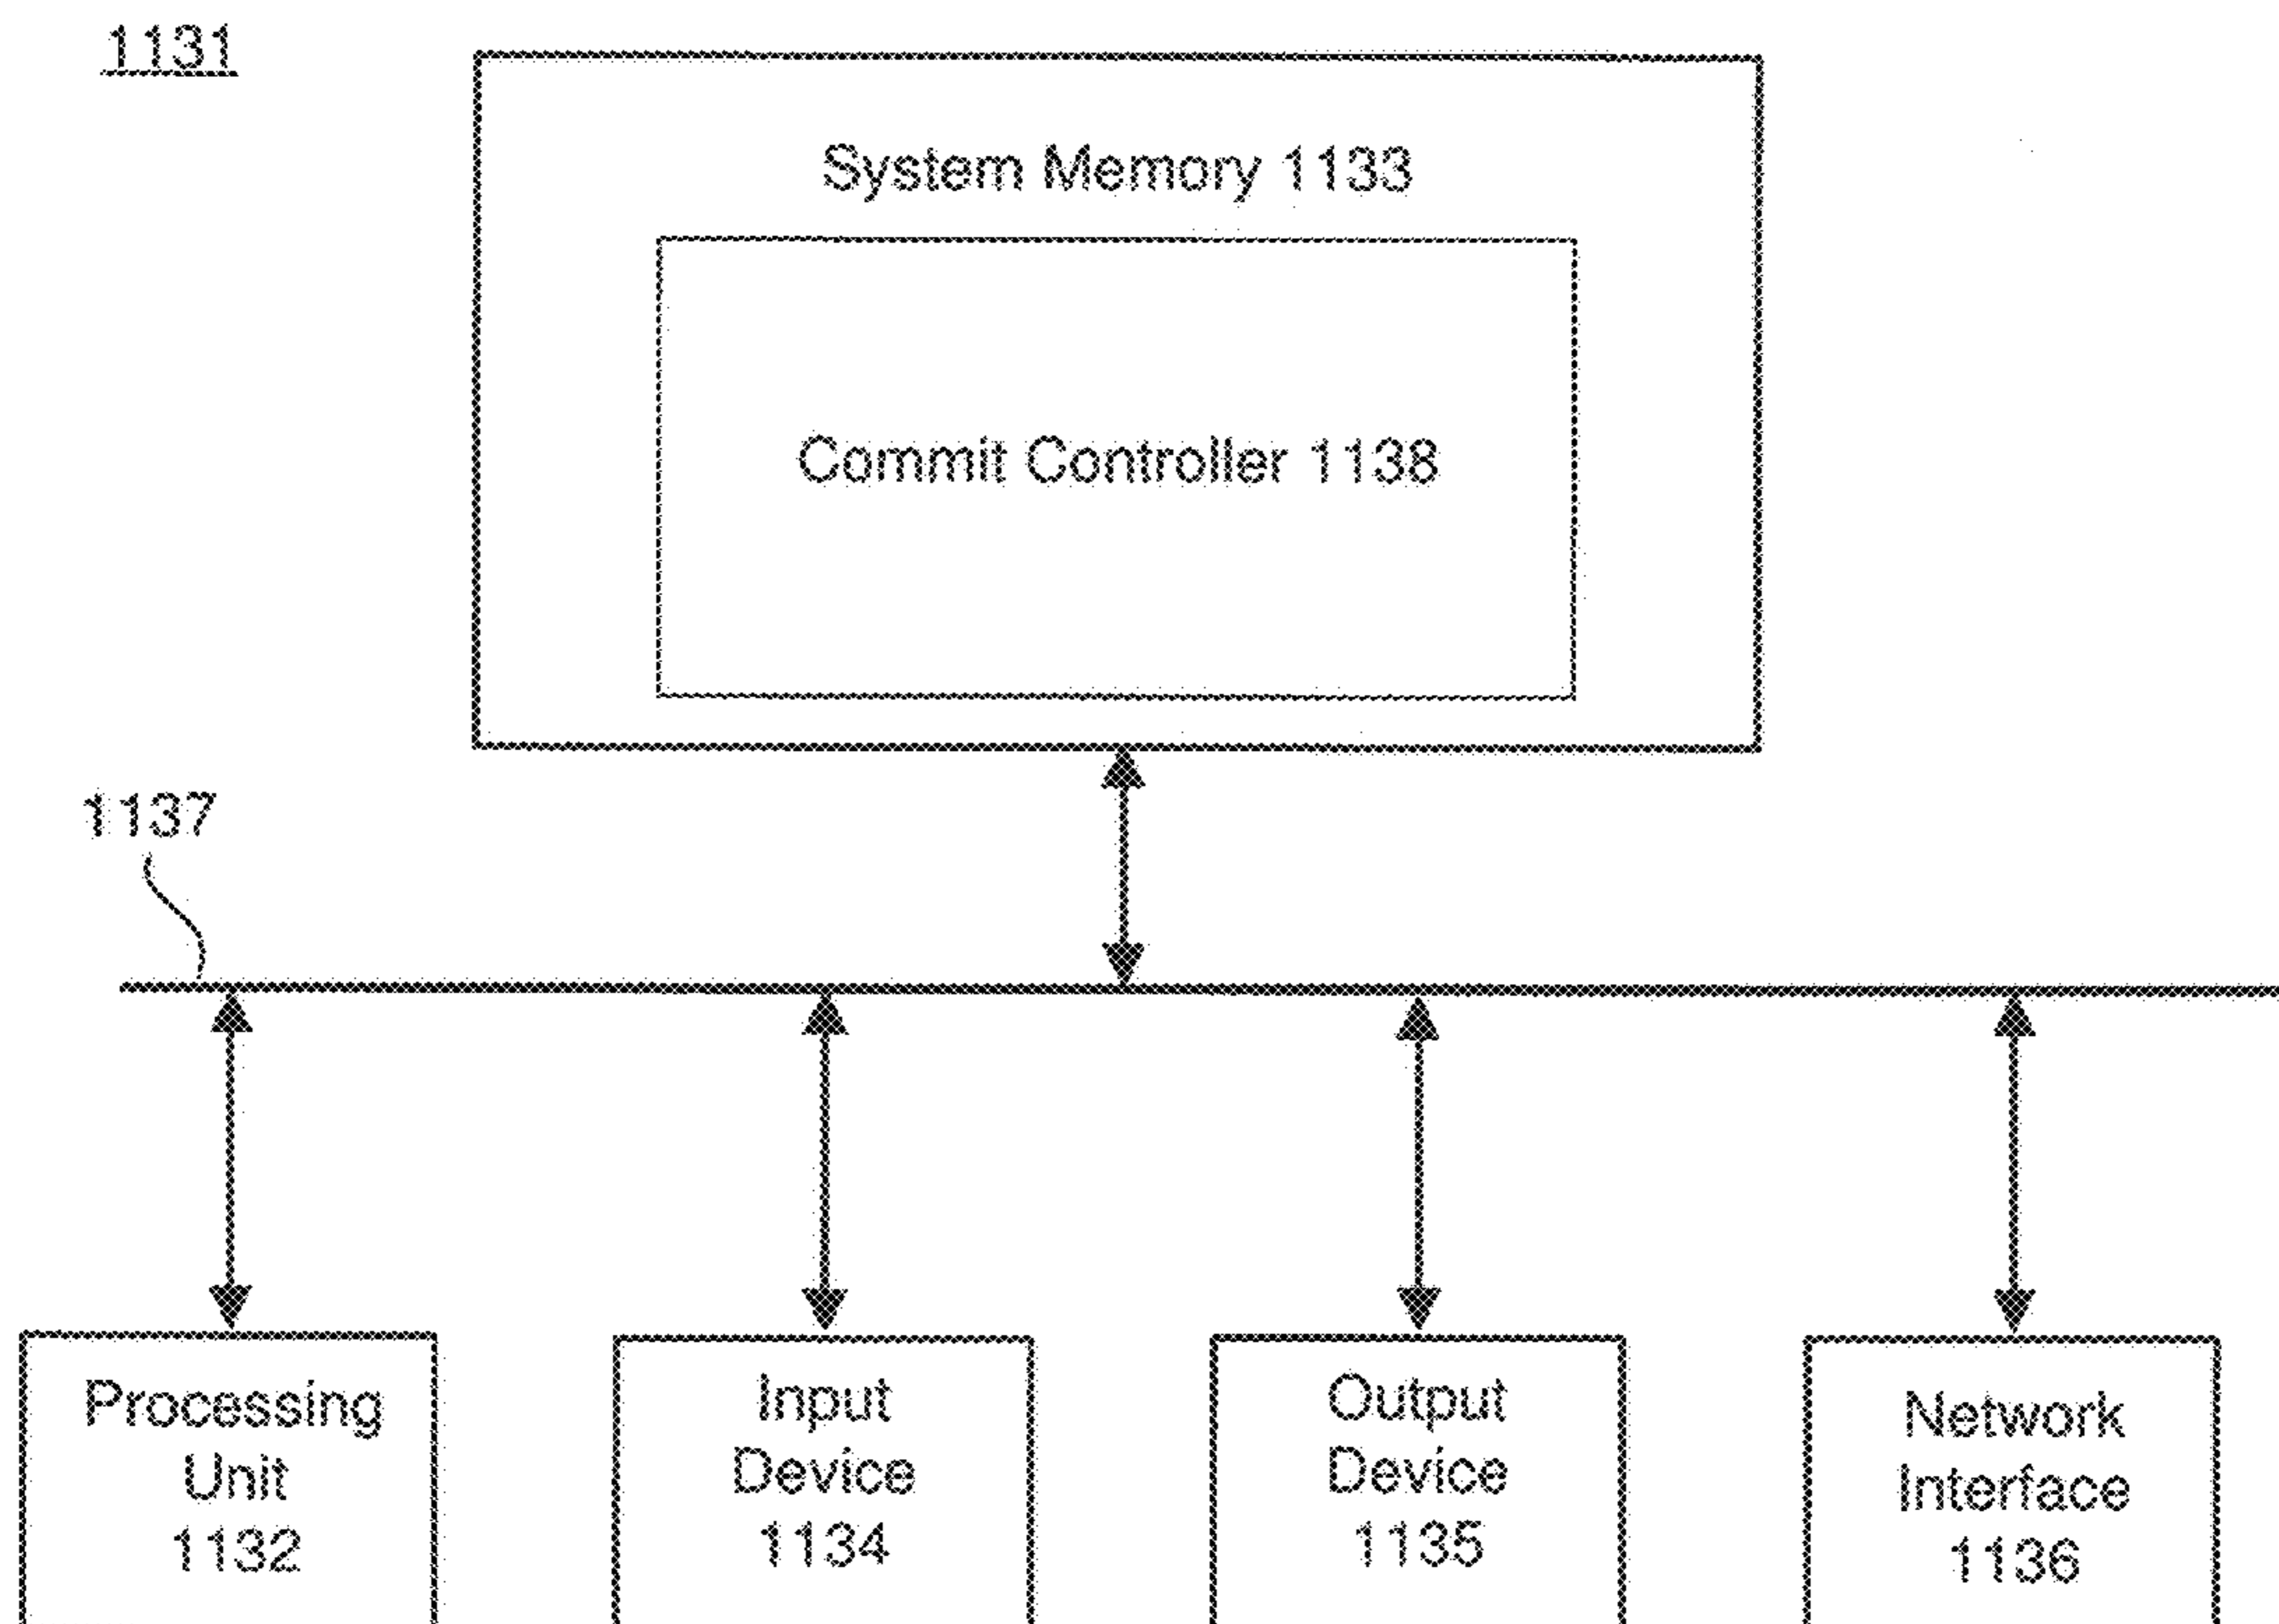 1131
System Memory 1133
Commit Controller 1138
1137
Processing
Unit
1132
Input
Device
1134
Output
Device
1135
Network
Interface
1136